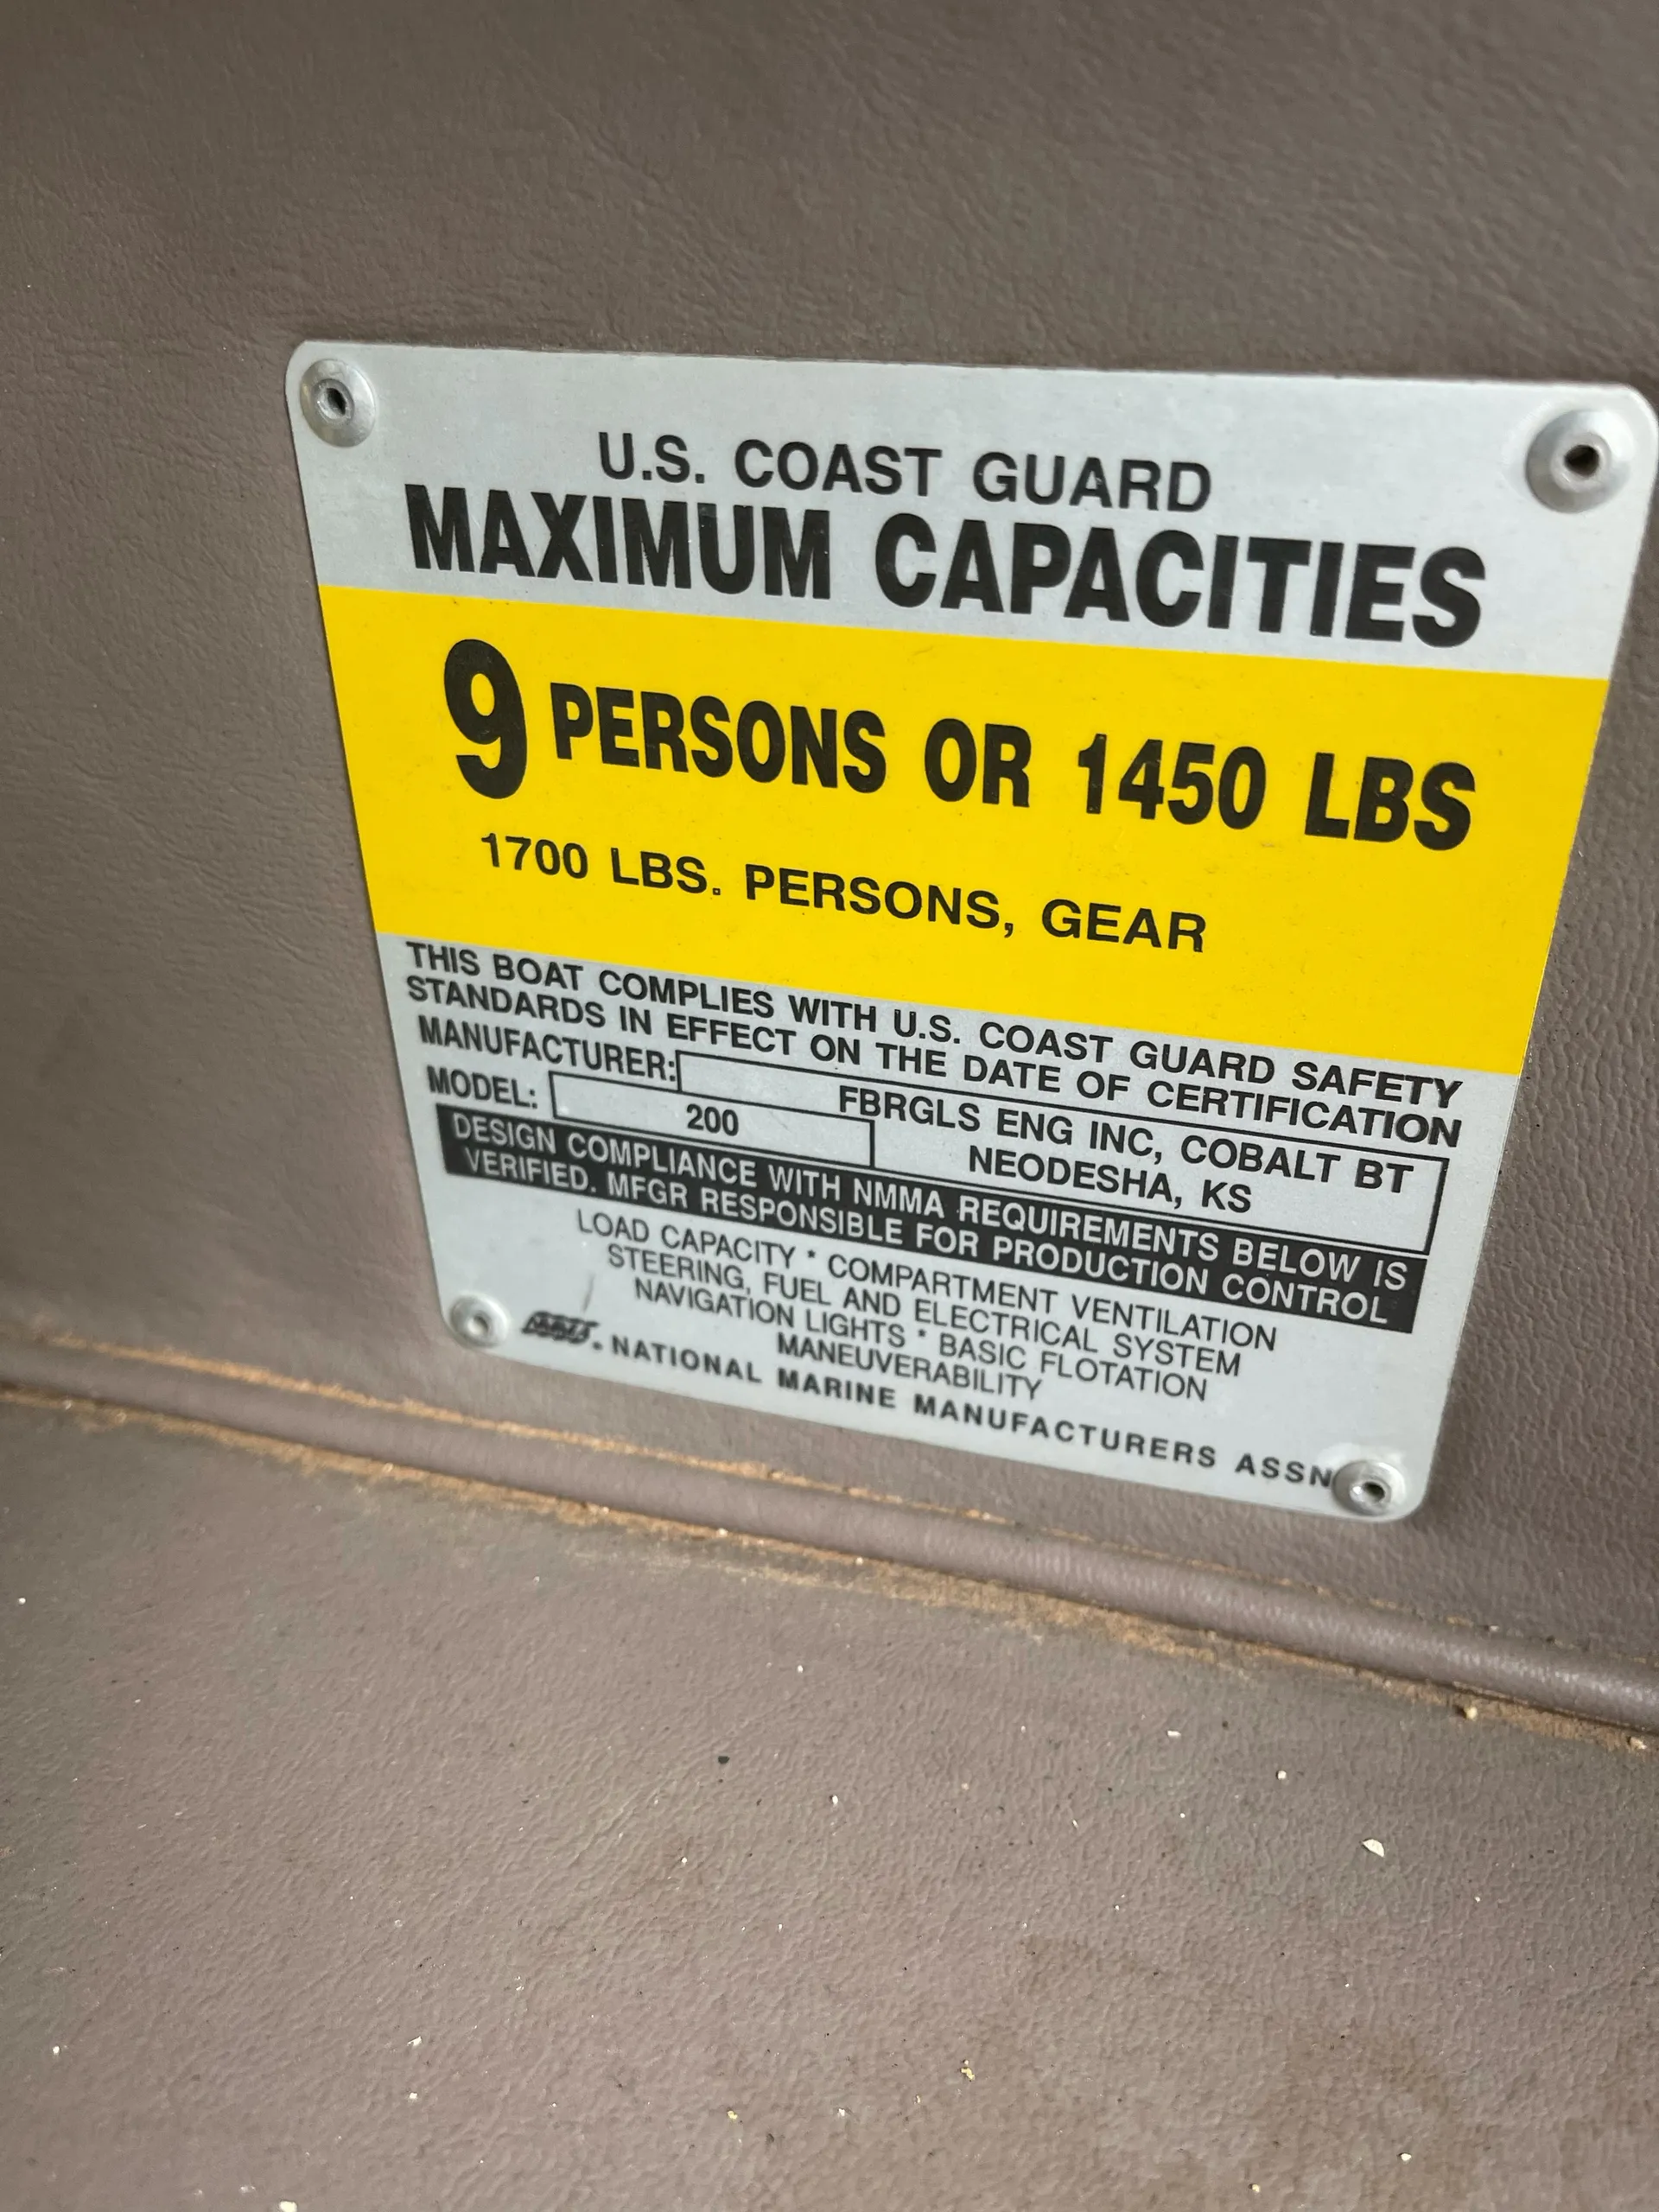 U.S. COAST GUARD
MAXIMUM CAPACITIES
9 PERSONS OR 1450 LBS
1700 LBS. PERSONS, GEAR
THIS BOAT COMPLIES WITH U.S. COAST GUARD SAFETY
STANDARDS IN EFFECT ON THE DATE OF CERTIFICATION
MANUFACTURER: FBRGLS ENG INC, COBALT BT
MODEL: 200 NEODESHA, KS
DESIGN COMPLIANCE WITH NMMA REQUIREMENTS BELOW IS
VERIFIED. MFGR RESPONSIBLE FOR PRODUCTION CONTROL
LOAD CAPACITY * COMPARTMENT VENTILATION
STEERING, FUEL AND ELECTRICAL SYSTEM
NAVIGATION LIGHTS * BASIC FLOTATION
MANEUVERABILITY
NATIONAL MARINE MANUFACTURERS ASSN